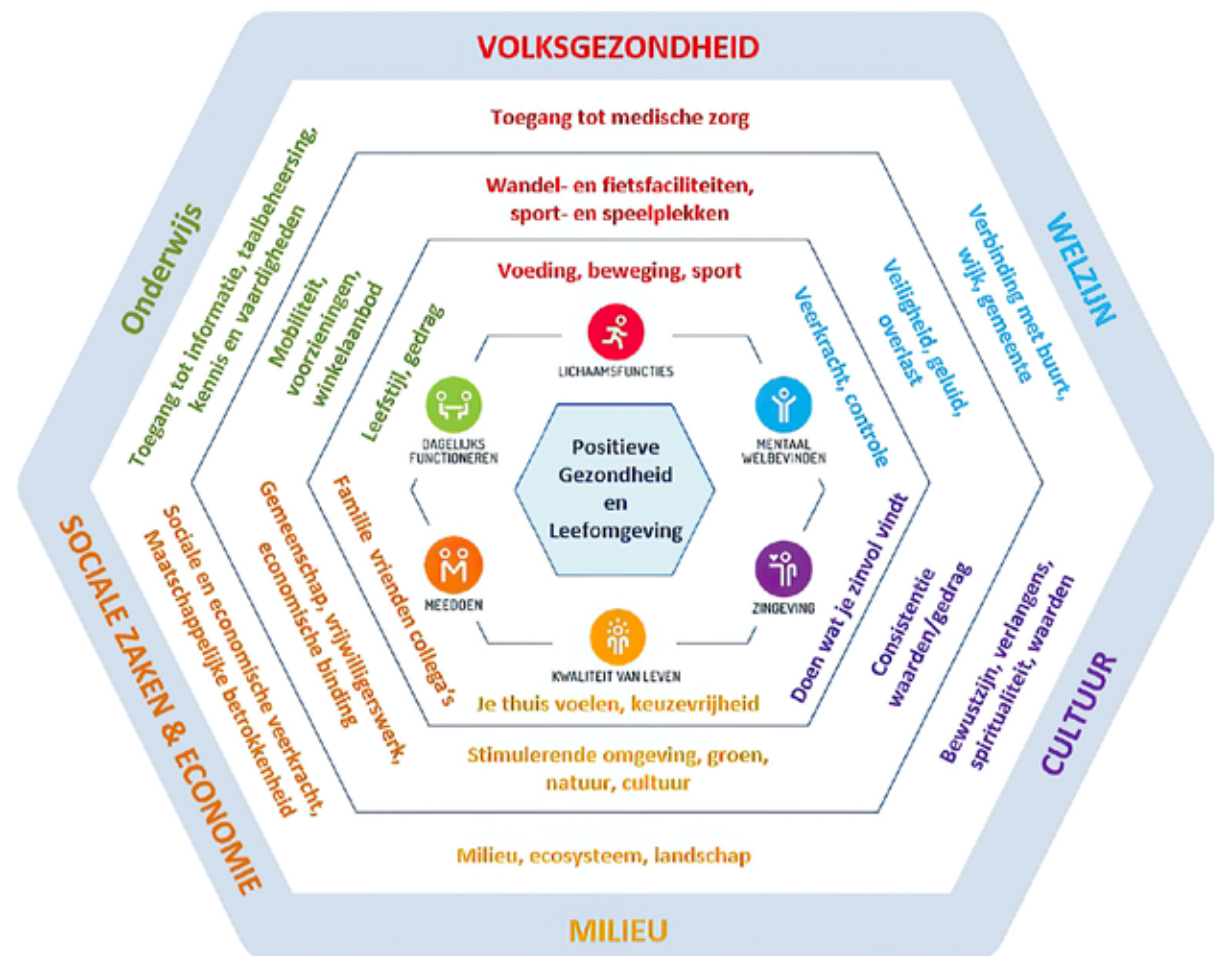 VOLKSGEZONDHEID
Toegang tot medische zorg
Wandel- en fietsfaciliteiten,
sport- en speelplekken
Voeding, beweging, sport
LICHAAMSFUNCTIES
WELZIJN
Verbinding met buurt,
wijk, gemeente
Veiligheid, geluid,
overlast
Veerkracht, controle
MENTAAL
WELBEVINDEN
CULTUUR
Bewustzijn, verlangens,
spiritualiteit, waarden
Consistentie
waarden/gedrag
Doen wat je zinvol vindt
ZINGEVING
Positieve
Gezondheid
en
Leefomgeving
KWALITEIT VAN LEVEN
Je thuis voelen, keuzevrijheid
Stimulerende omgeving, groen,
natuur, cultuur
Milieu, ecosysteem, landschap
MILIEU
SOCIALE ZAKEN & ECONOMIE
Sociale en economische veerkracht,
Maatschappelijke betrokkenheid
Gemeenschap, vrijwilligerswerk,
economische binding
Familie vrienden collega's
MEEDOEN
Onderwijs
Toegang tot informatie, taalbeheersing,
kennis en vaardigheden
Mobiliteit,
voorzieningen,
winkelaanbod
Leefstijl, gedrag
DAGELIJKS
FUNCTIONEREN